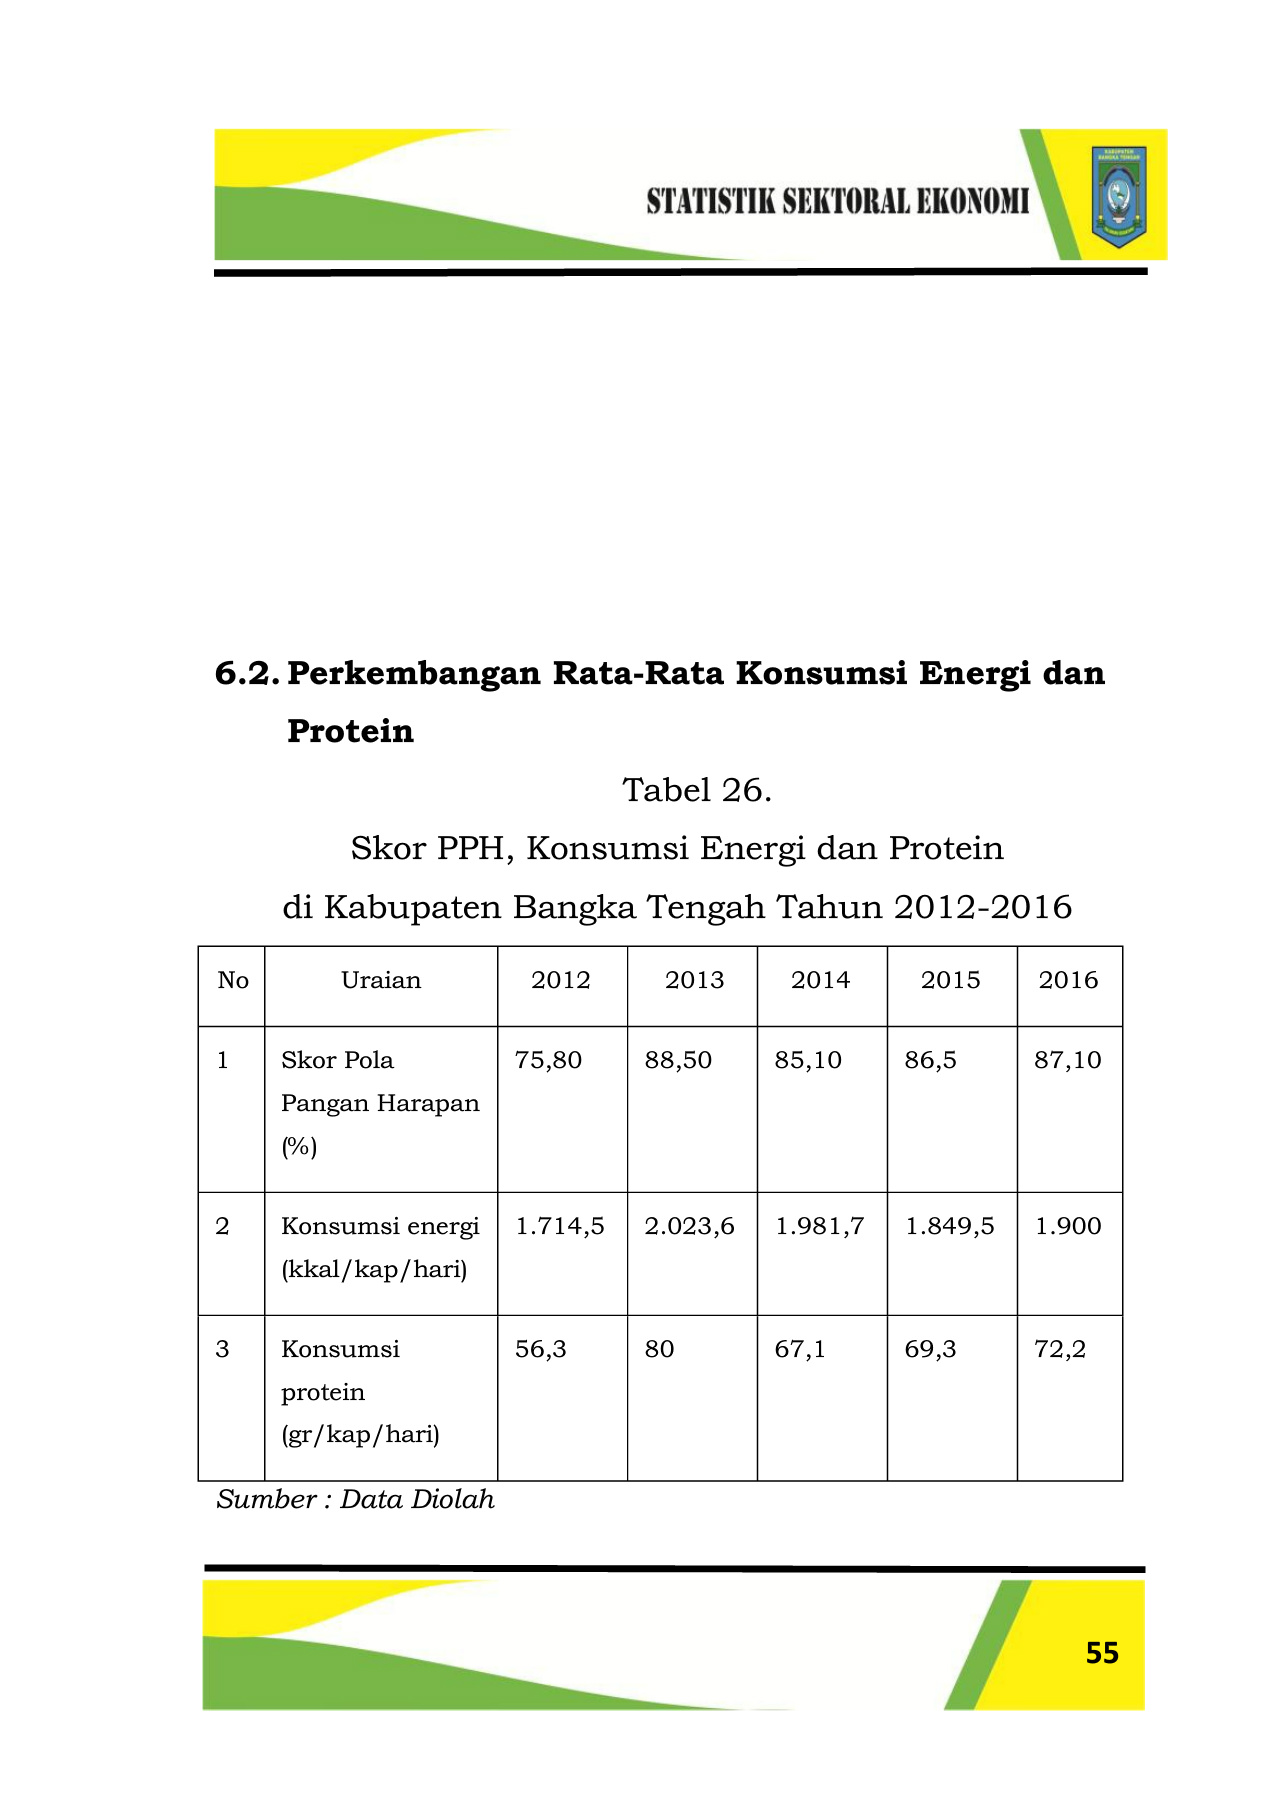 KABUPATEN
BANGKA TENGAH
STATISTIK SEKTORAL EKONOMI
6.2. Perkembangan Rata-Rata Konsumsi Energi dan
Protein
Tabel 26.
Skor PPH, Konsumsi Energi dan Protein
di Kabupaten Bangka Tengah Tahun 2012-2016
No Uraian 2012 2013 2014 2015 2016
1 Skor Pola 75,80 88,50 85,10 86,5 87,10
Pangan Harapan
(%)
2 Konsumsi energi 1.714,5 2.023,6 1.981,7 1.849,5 1.900
(kkal/kap/hari)
3 Konsumsi 56,3 80 67,1 69,3 72,2
protein
(gr/kap/hari)
Sumber : Data Diolah
55